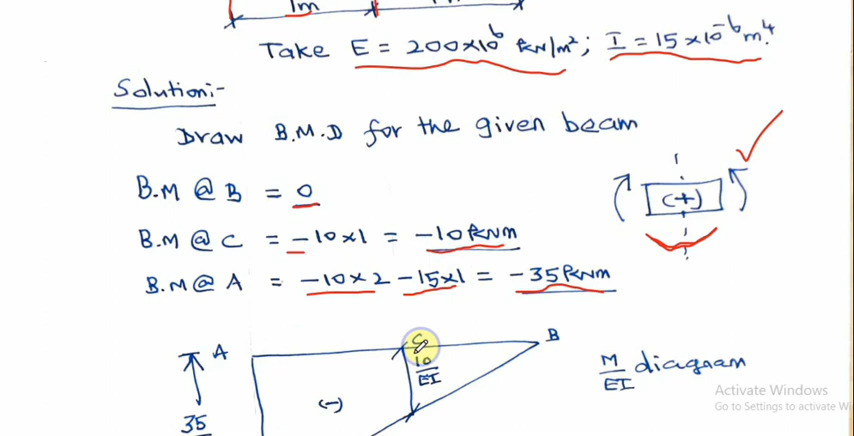 1m
Take E = 200×10⁶ kN/m²; I = 15×10⁻⁶ m⁴.
Solution:-
Draw B.M.D for the given beam
(+)
B.M @ B = 0
B.M @ C = -10×1 = -10 kNm
B.M @ A = -10×2 -15×1 = -35 kNm
A
C
B
10
EI
M
EI diagram
(-)
35
Activate Windows
Go to Settings to activate Wi